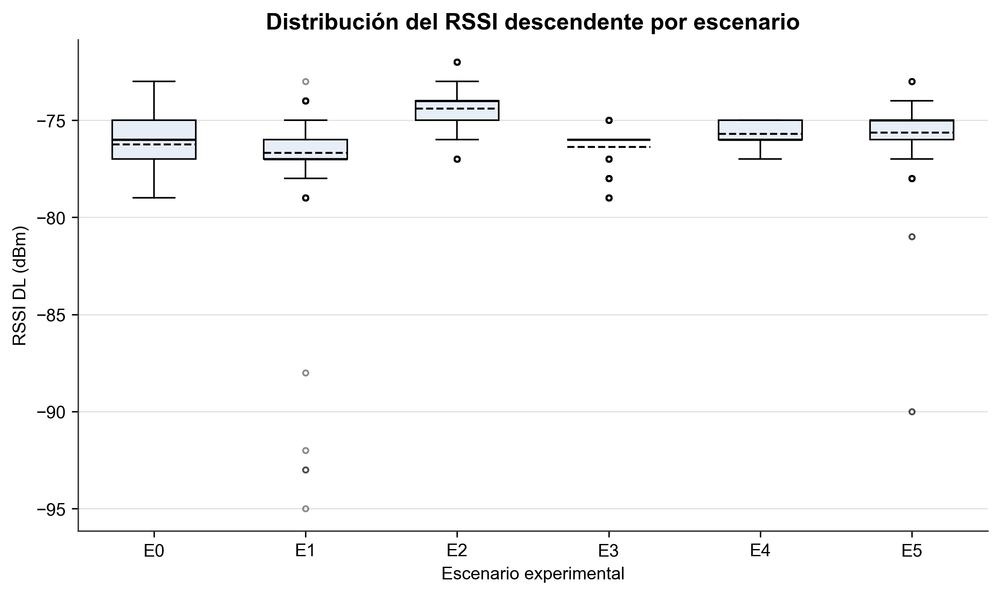 Distribución del RSSI descendente por escenario
RSSI DL (dBm)
−75
−80
−85
−90
−95
E0 E1 E2 E3 E4 E5
Escenario experimental